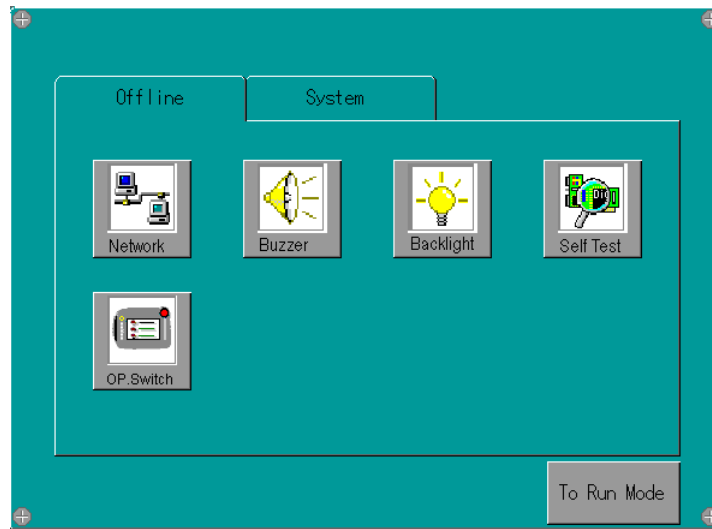 Offline
System
Network
Buzzer
Backlight
Self Test
OP.Switch
To Run Mode